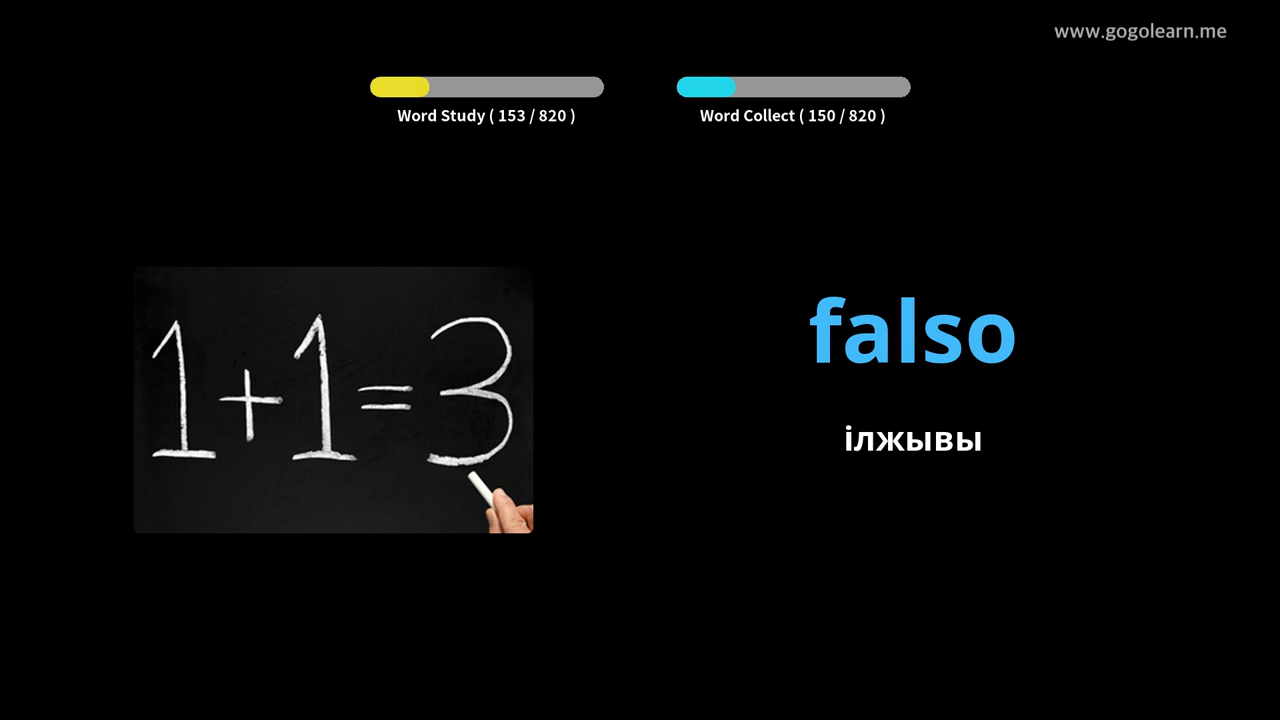 www.gogolearn.me
Word Study ( 153 / 820 )
Word Collect ( 150 / 820 )
1+1=3
falso
ілжывы